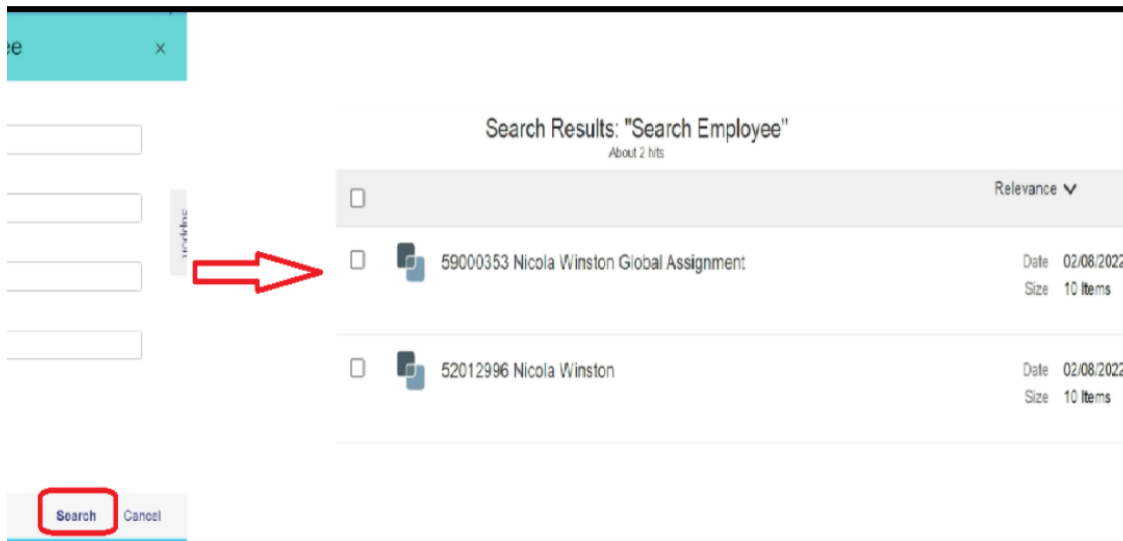 ee
×
Support
Search Results: "Search Employee"
About 2 hits
Relevance
59000353 Nicola Winston Global Assignment
Date 02/08/2022
Size 10 Items
52012996 Nicola Winston
Date 02/08/2022
Size 10 Items
Search Cancel